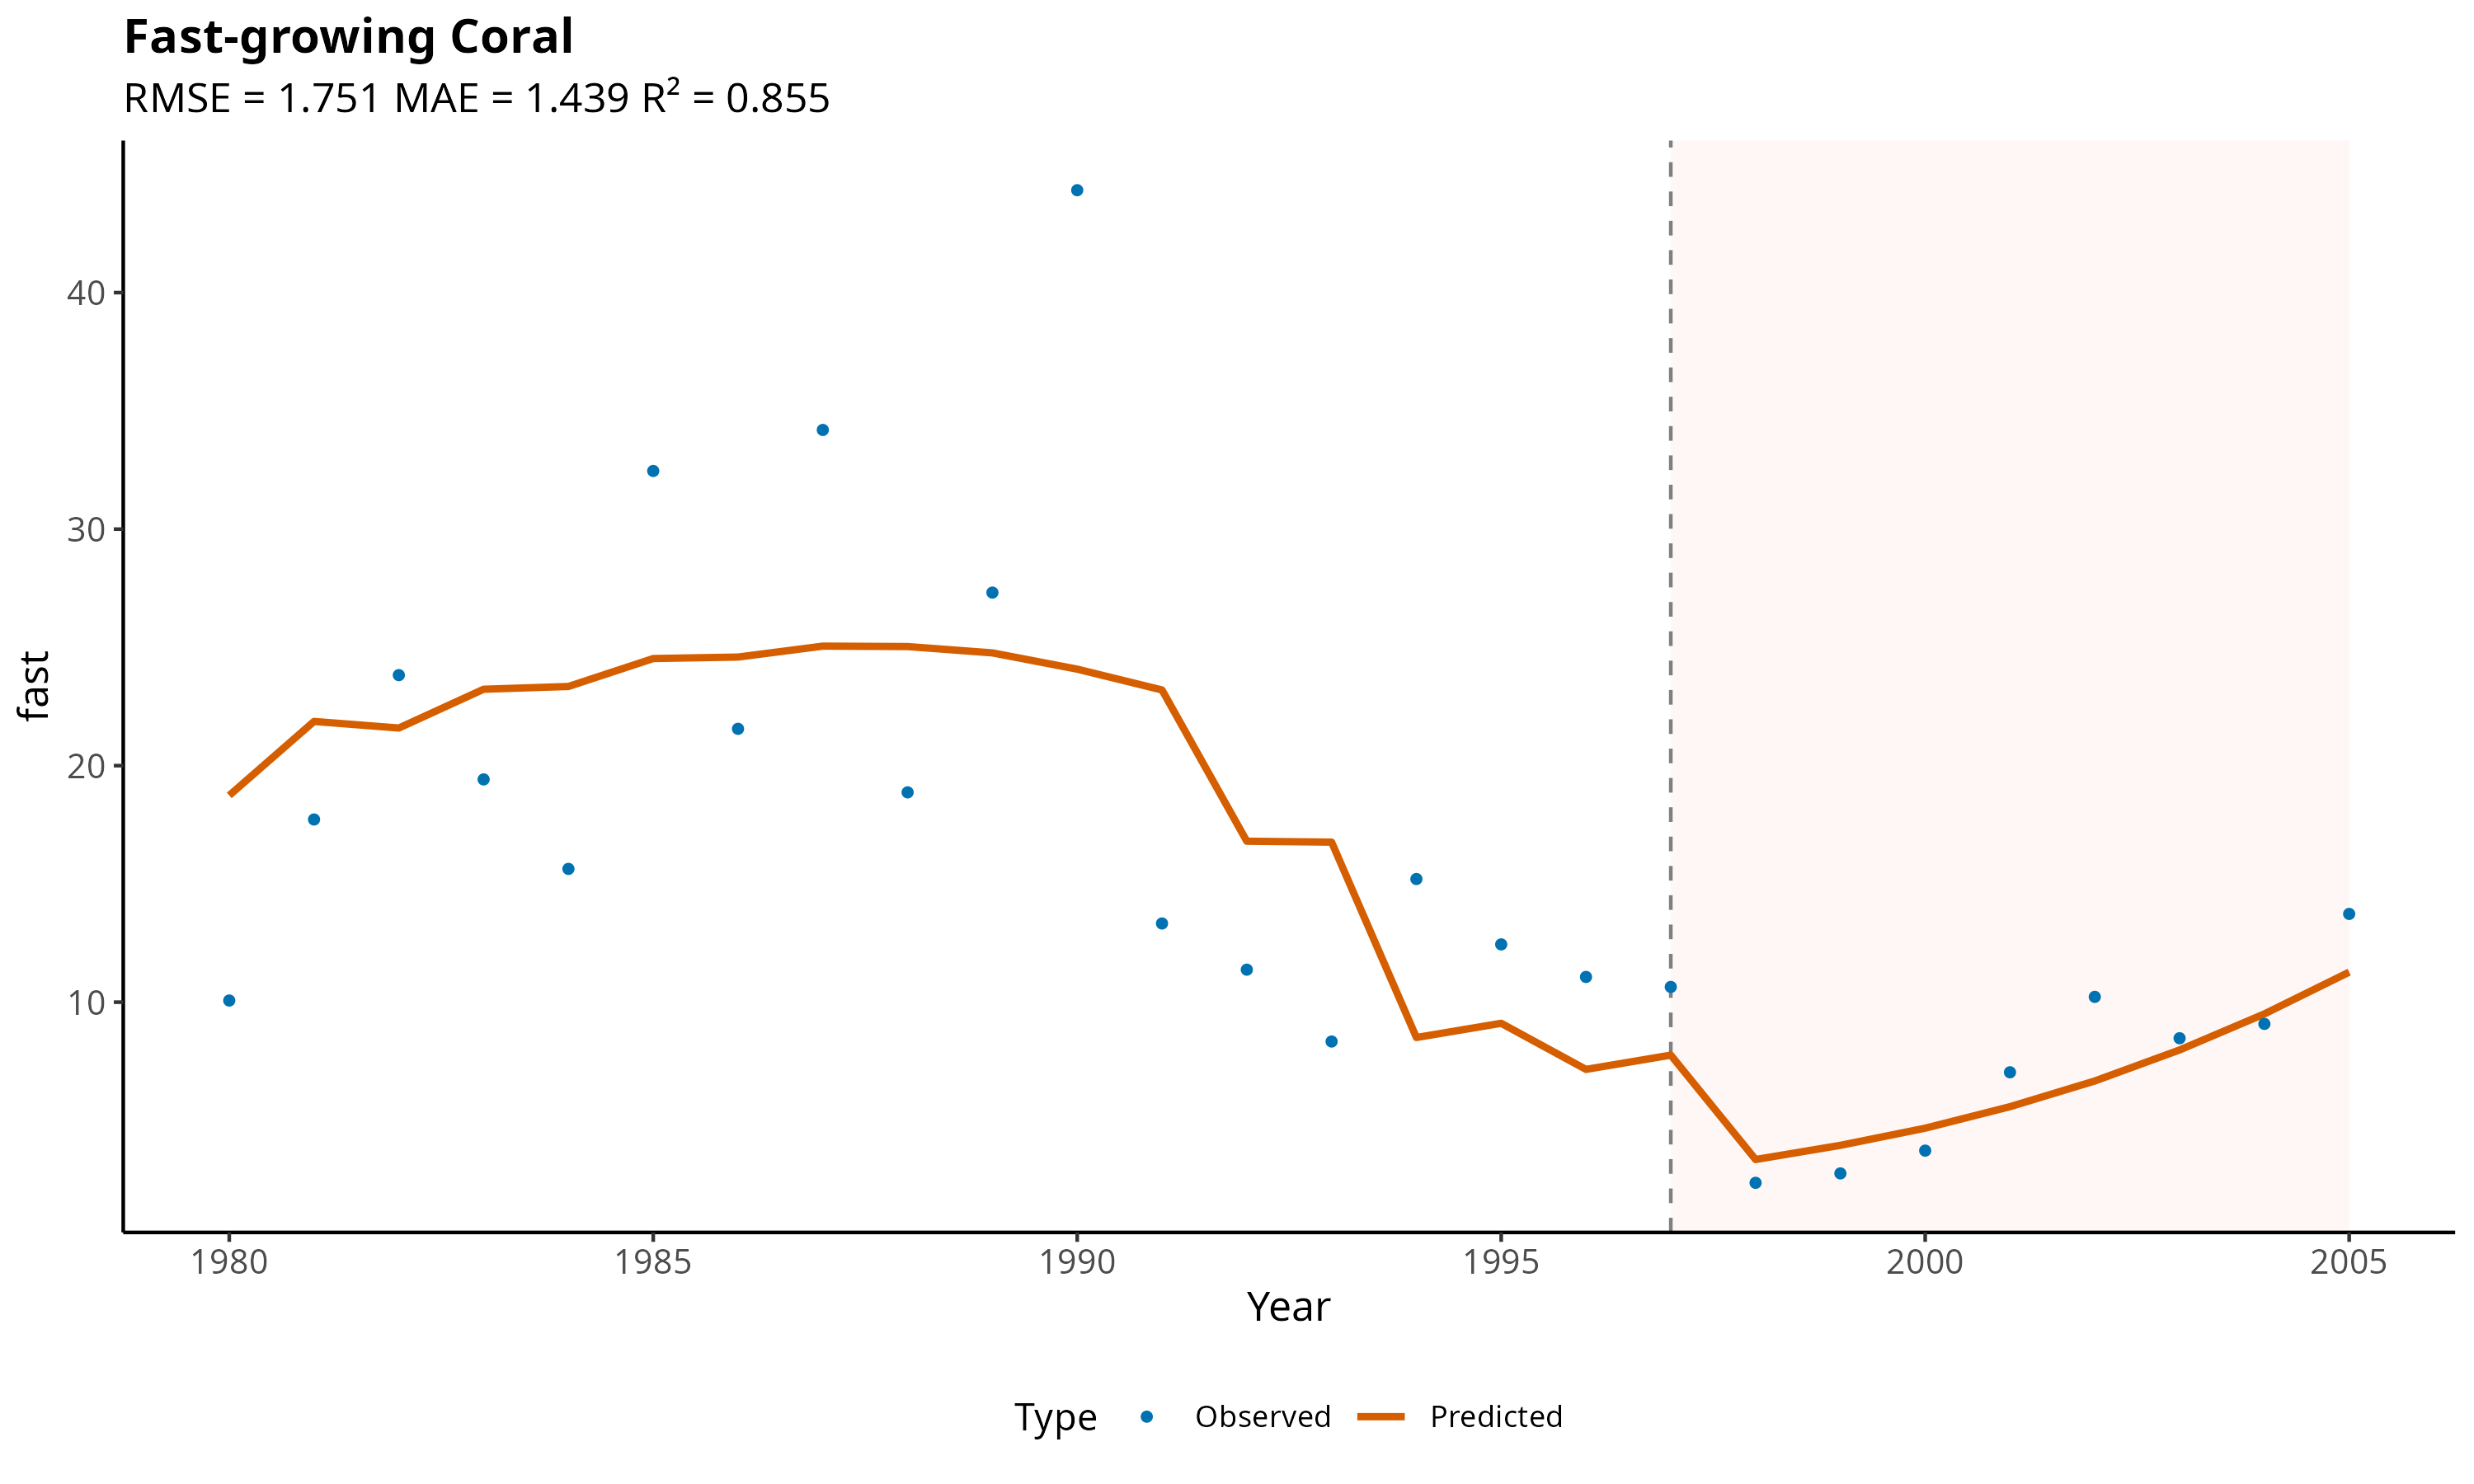 Fast-growing Coral
RMSE = 1.751 MAE = 1.439 R² = 0.855
fast
40
30
20
10
1980 1985 1990 1995 2000 2005
Year
Type Observed Predicted